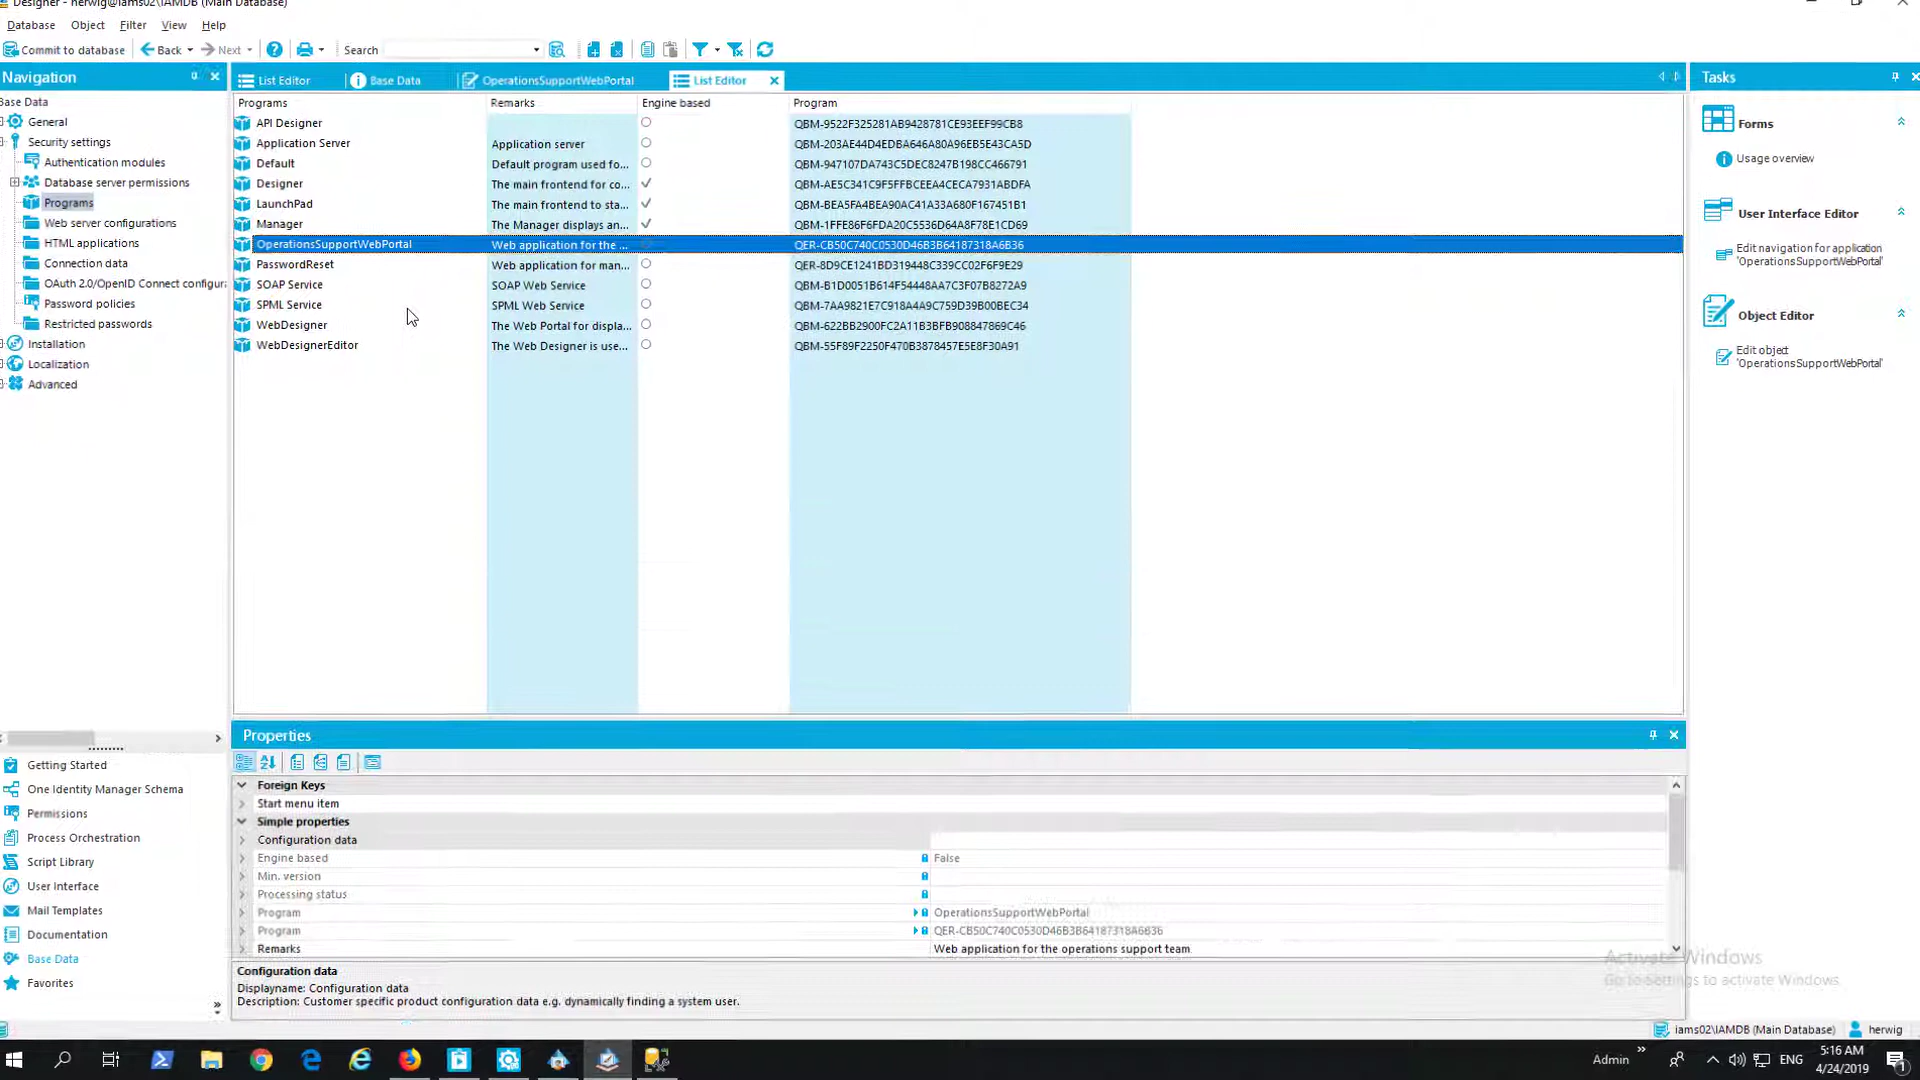 Designer - herwig@iams02\IAMDB (Main Database)
Database Object Filter View Help
Commit to database Back Next Search
Navigation
List Editor Base Data OperationsSupportWebPortal List Editor
Tasks
Base Data
General
Security settings
Authentication modules
Database server permissions
Programs
Web server configurations
HTML applications
Connection data
OAuth 2.0/OpenID Connect configura
Password policies
Restricted passwords
Installation
Localization
Advanced
Programs Remarks Engine based Program
API Designer QBM-9522F325281AB9428781CE93EEF99CB8
Application Server Application server QBM-203AE44D4EDBA646A80A96EB5E43CA5D
Default Default program used fo... QBM-947107DA743C5DEC8247B198CC466791
Designer The main frontend for co... QBM-AE5C341C9F5FFBCEEA4CECA7931ABDFA
LaunchPad The main frontend to sta... QBM-BEA5FA4BEA90AC41A33A680F167451B1
Manager The Manager displays an... QBM-1FFE86F6FDA20C5536D64A8F78E1CD69
OperationsSupportWebPortal Web application for the ... QER-CB50C740C0530D46B3B64187318A6B36
PasswordReset Web application for man... QER-8D9CE1241BD319448C339CC02F6F9E29
SOAP Service SOAP Web Service QBM-B1D0051B614F54448AA7C3F07B8272A9
SPML Service SPML Web Service QBM-7AA9821E7C918A4A9C759D39B00BEC34
WebDesigner The Web Portal for displa... QBM-622BB2900FC2A11B3BFB908847869C46
WebDesignerEditor The Web Designer is use... QBM-55F89F2250F470B3878457E5E8F30A91
Forms
Usage overview
User Interface Editor
Edit navigation for application
'OperationsSupportWebPortal'
Object Editor
Edit object
'OperationsSupportWebPortal'
Getting Started
One Identity Manager Schema
Permissions
Process Orchestration
Script Library
User Interface
Mail Templates
Documentation
Base Data
Favorites
Properties
Foreign Keys
Start menu item
Simple properties
Configuration data
Engine based False
Min. version
Processing status
Program OperationsSupportWebPortal
Program QER-CB50C740C0530D46B3B64187318A6B36
Remarks Web application for the operations support team
Configuration data
Displayname: Configuration data
Description: Customer specific product configuration data e.g. dynamically finding a system user.
Activate Windows
Go to Settings to activate Windows.
iams02\IAMDB (Main Database) herwig
Admin ENG 5:16 AM
4/24/2019 1